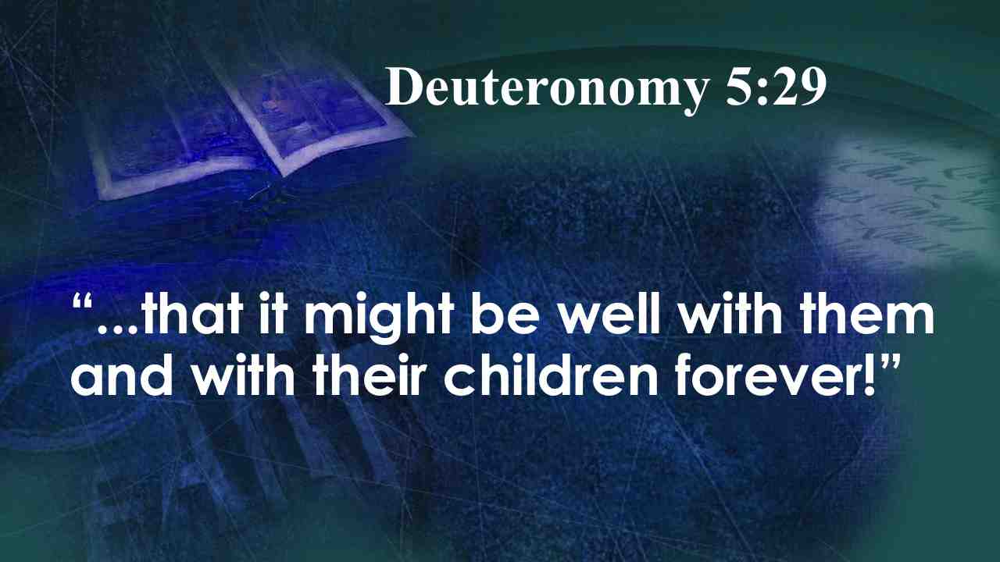 Deuteronomy 5:29
“...that it might be well with them
and with their children forever!”